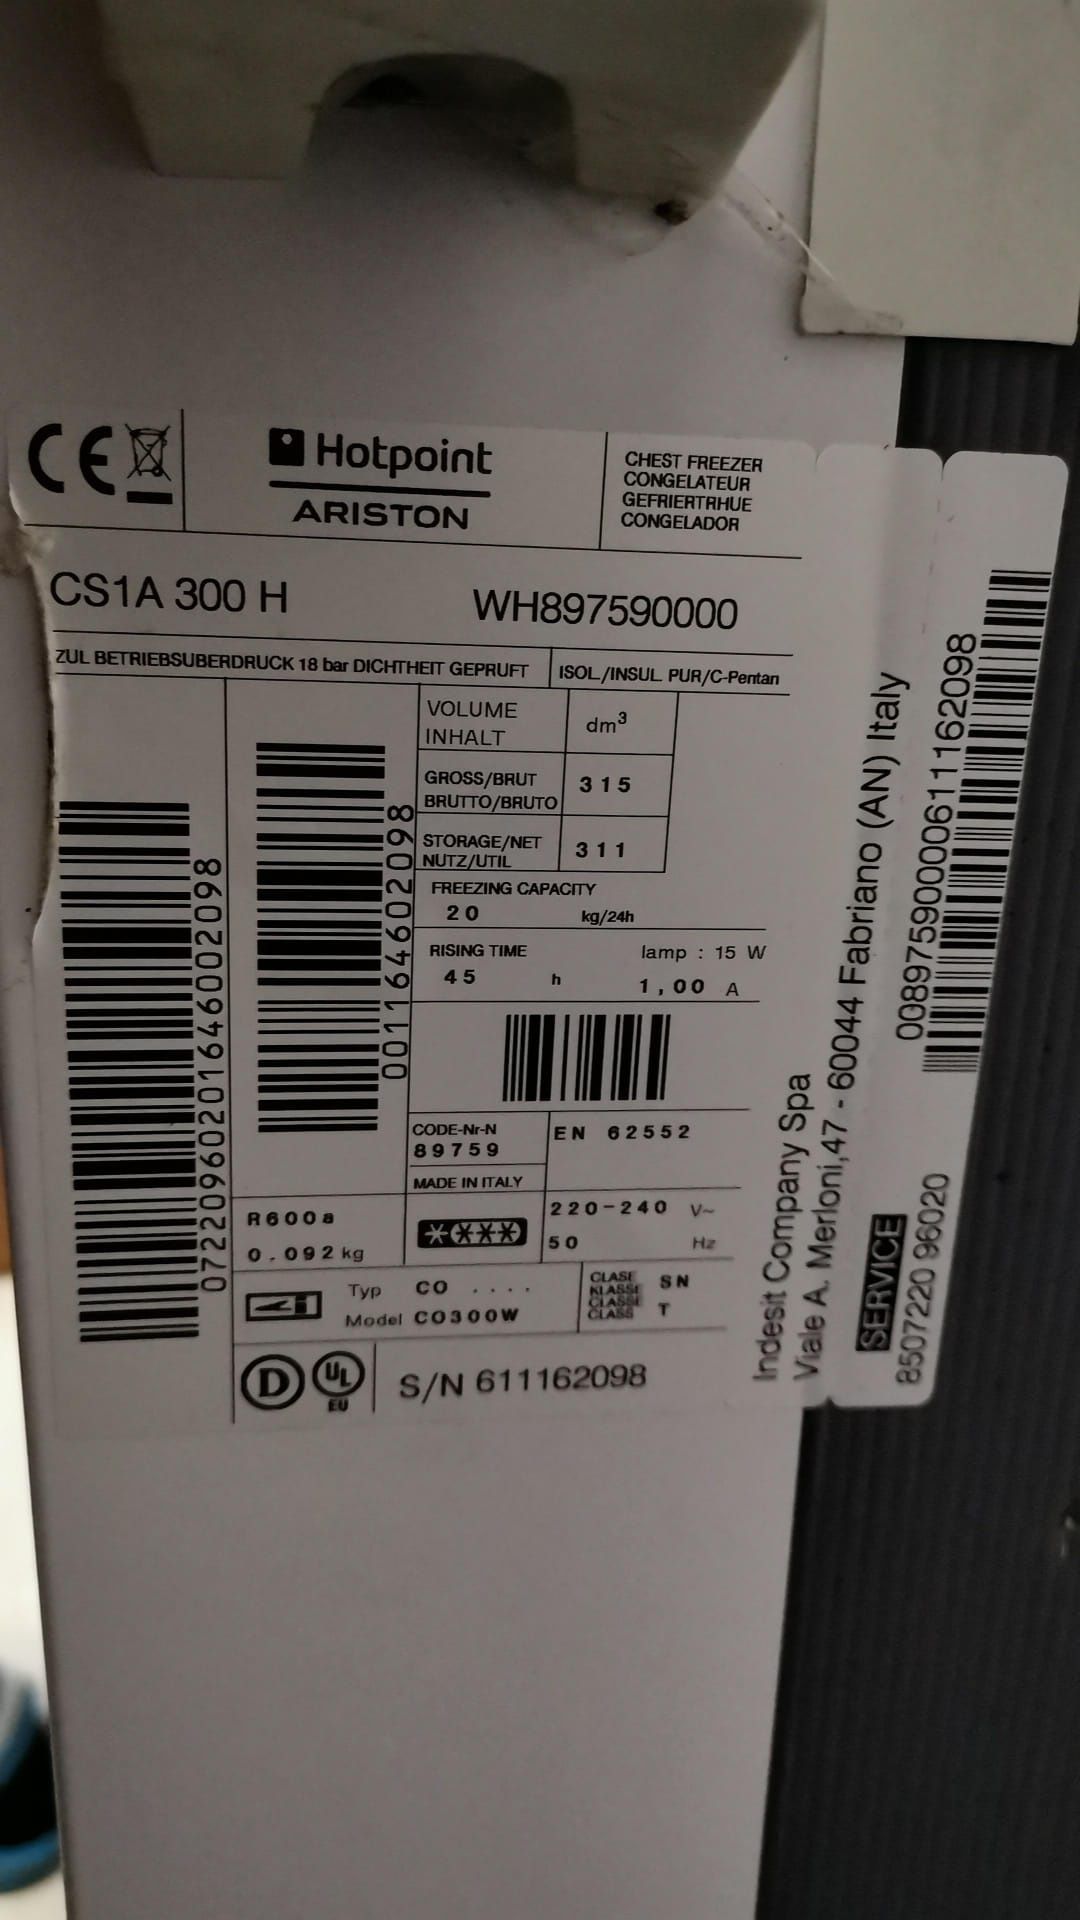 CE
Hotpoint
ARISTON
CHEST FREEZER
CONGELATEUR
GEFRIERTRHUE
CONGELADOR
CS1A 300 H WH897590000
ZUL BETRIEBSUBERDRUCK 18 bar DICHTHEIT GEPRUFT
ISOL./INSUL PUR/C-Pentan
VOLUME
INHALT
dm³
GROSS/BRUT
BRUTTO/BRUTO
315
STORAGE/NET
NUTZ/UTIL
311
FREEZING CAPACITY
20 kg/24h
RISING TIME
45 h
lamp : 15 W
1,00 A
CODE-Nr-N
89759
EN 62552
MADE IN ITALY
220-240 V~
50 Hz
R600a
0.092 kg
Typ CO ....
Model CO300W
CLASE
KLASSE
CLASSE
CLASS
SN
T
D
UL
EU
S/N 611162098
07220960201646002098
001164602098
Indesit Company Spa
Viale A. Merloni,47 - 60044 Fabriano (AN) Italy
SERVICE
8507220 96020
00897590000611162098